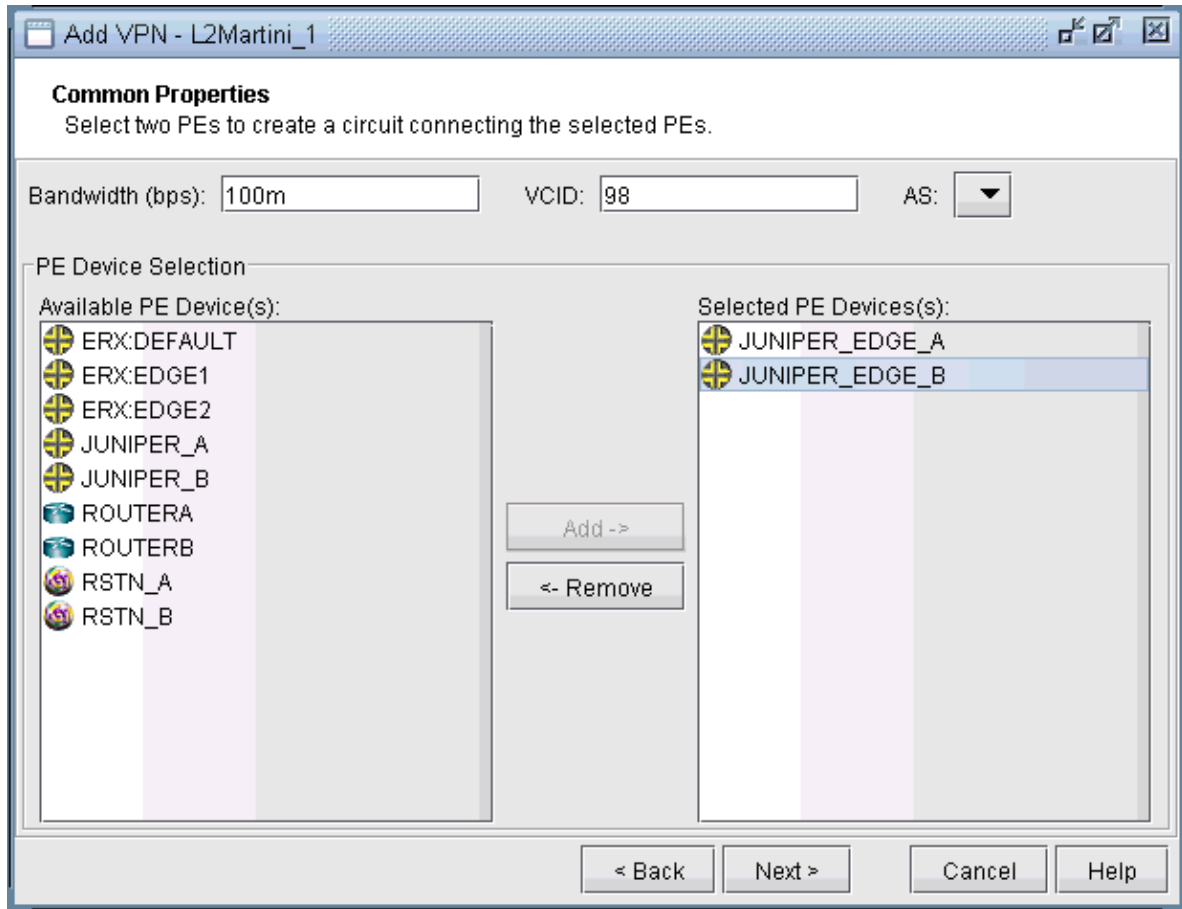 Add VPN - L2Martini_1
Common Properties
Select two PEs to create a circuit connecting the selected PEs.
Bandwidth (bps): 100m VCID: 98 AS:
PE Device Selection
Available PE Device(s):
ERX:DEFAULT
ERX:EDGE1
ERX:EDGE2
JUNIPER_A
JUNIPER_B
ROUTERA
ROUTERB
RSTN_A
RSTN_B
Add ->
<- Remove
Selected PE Devices(s):
JUNIPER_EDGE_A
JUNIPER_EDGE_B
< Back Next > Cancel Help